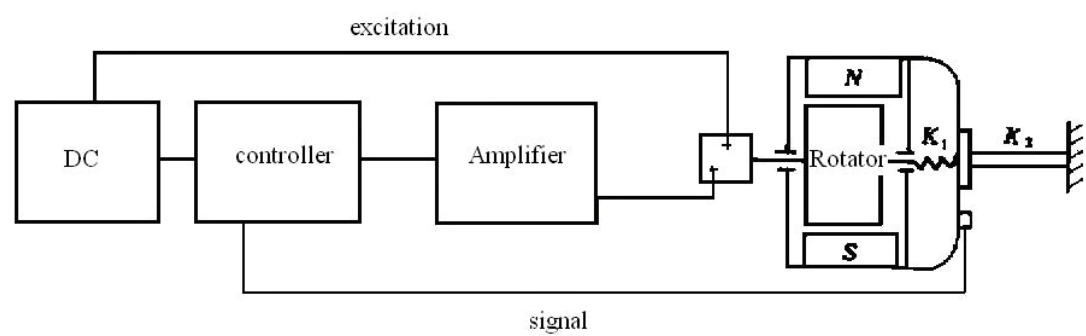 excitation
DC
controller
Amplifier
N
Rotator
K₁
K₂
S
signal